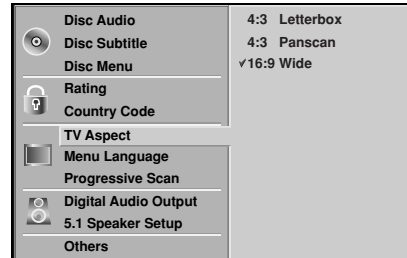 Disc Audio
Disc Subtitle
Disc Menu
Rating
Country Code
TV Aspect
Menu Language
Progressive Scan
Digital Audio Output
5.1 Speaker Setup
Others
4:3 Letterbox
4:3 Panscan
✓16:9 Wide